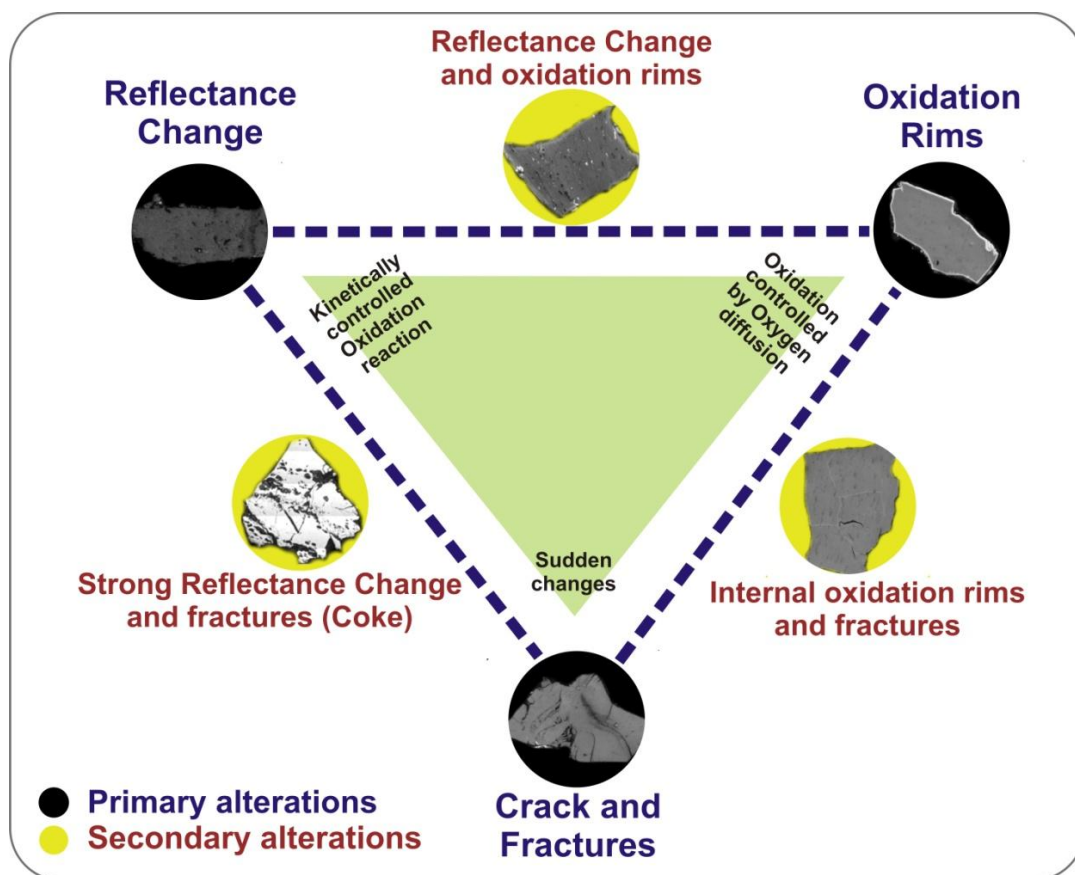 Reflectance Change
and oxidation rims
Reflectance
Change
Oxidation
Rims
Kinetically
controlled
Oxidation
reaction
Oxidation
controlled
by Oxygen
diffusion
Strong Reflectance Change
and fractures (Coke)
Sudden
changes
Internal oxidation rims
and fractures
Crack and
Fractures
Primary alterations
Secondary alterations